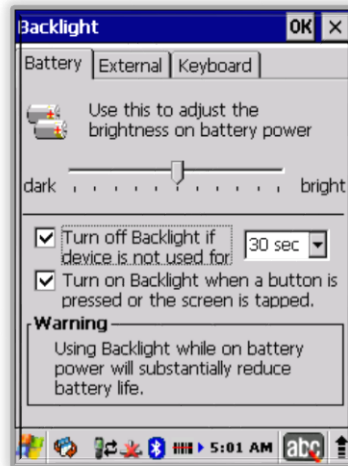 Backlight OK ×
Battery External Keyboard
Use this to adjust the
brightness on battery power
dark bright
Turn off Backlight if
device is not used for 30 sec
Turn on Backlight when a button is
pressed or the screen is tapped.
Warning
Using Backlight while on battery
power will substantially reduce
battery life.
5:01 AM abc